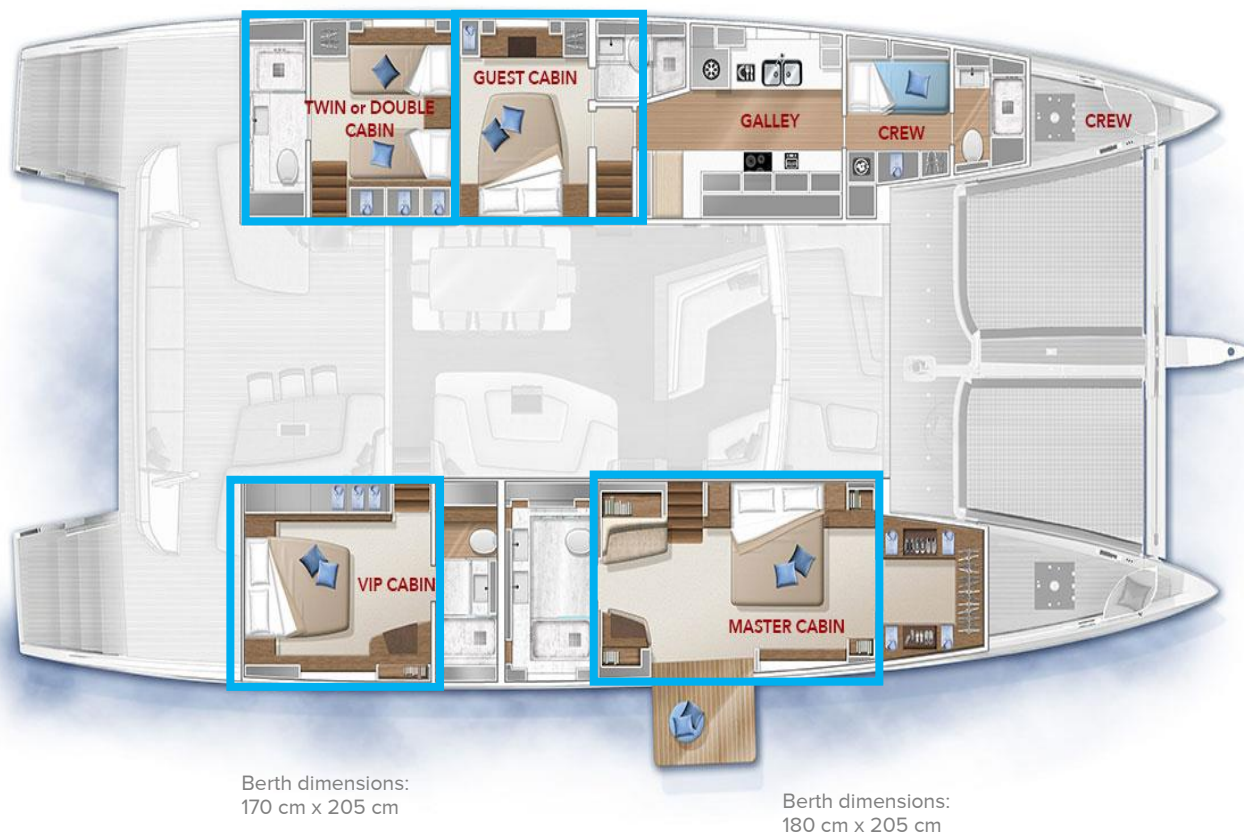 GUEST CABIN
TWIN or DOUBLE
CABIN
GALLEY
CREW
CREW
VIP CABIN
MASTER CABIN
Berth dimensions:
170 cm x 205 cm
Berth dimensions:
180 cm x 205 cm